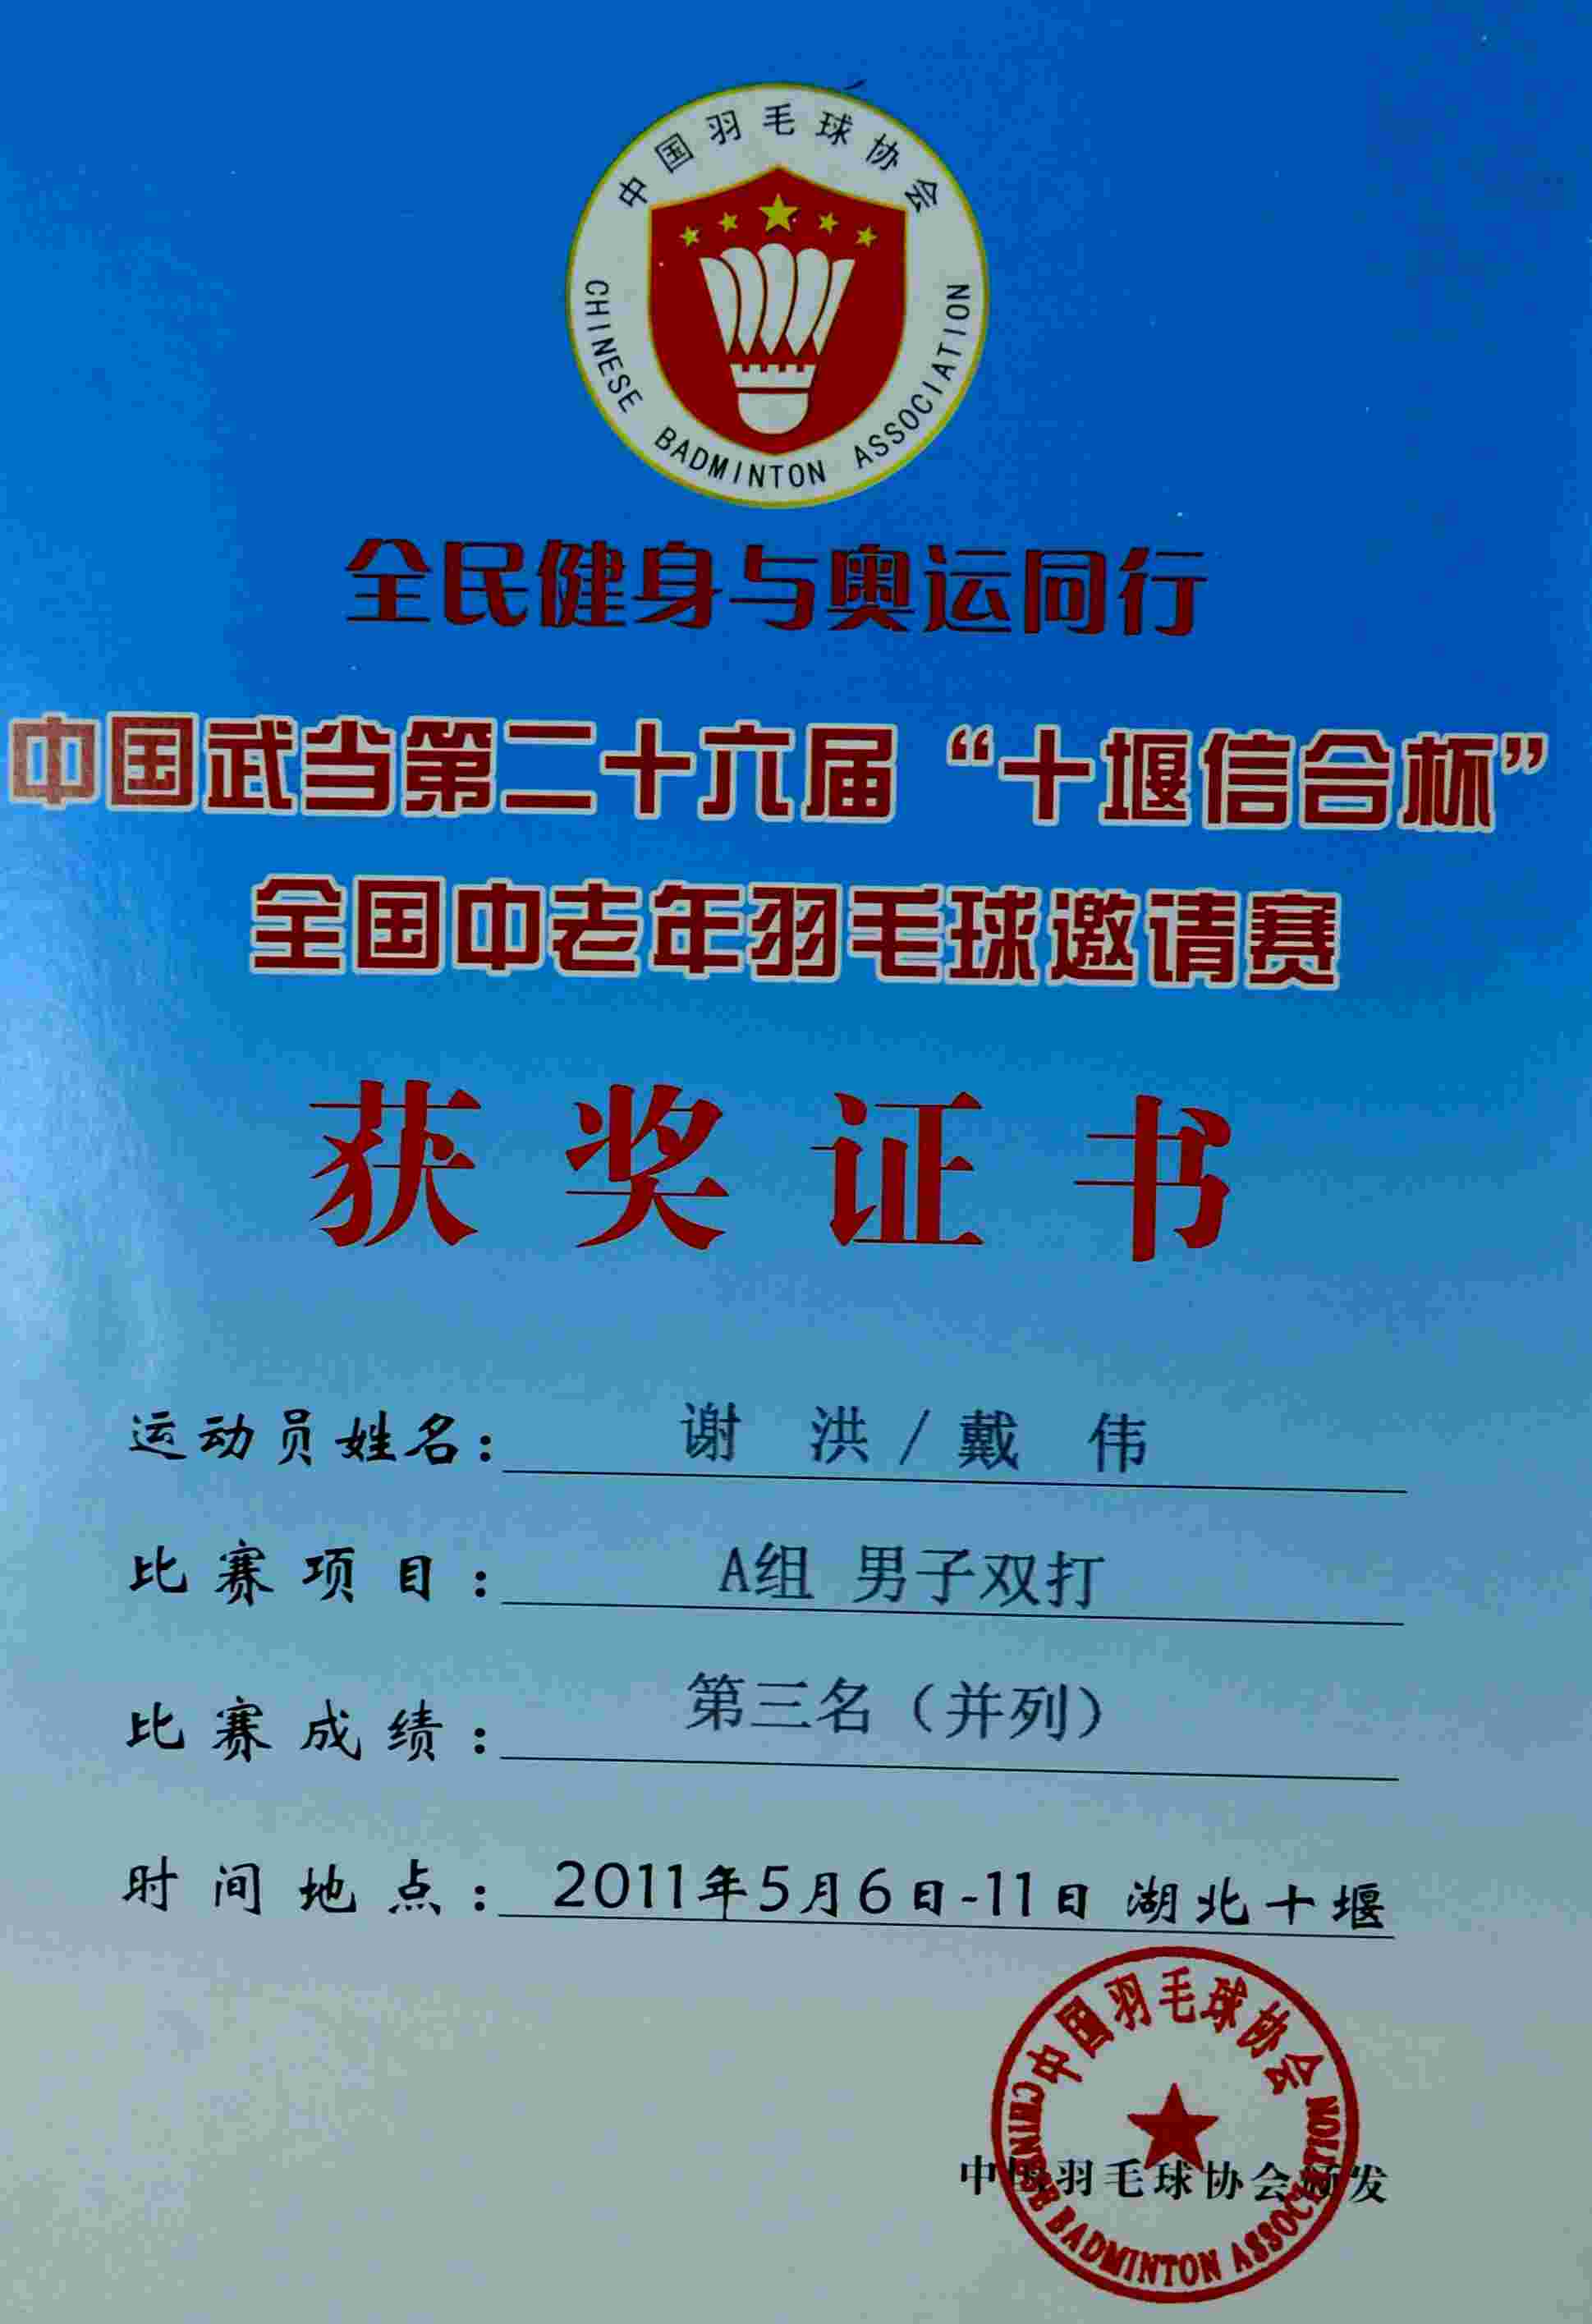 中国羽毛球协会
CHINESE BADMINTON ASSOCIATION
全民健身与奥运同行
中国武当第二十六届“十堰信合杯”
全国中老年羽毛球邀请赛
获奖证书
运动员姓名：谢 洪/戴 伟
比赛项目：A组 男子双打
比赛成绩：第三名（并列）
时间地点：2011年5月6日-11日 湖北十堰
中国羽毛球协会
CHINESE BADMINTON ASSOCIATION
中国羽毛球协会颁发